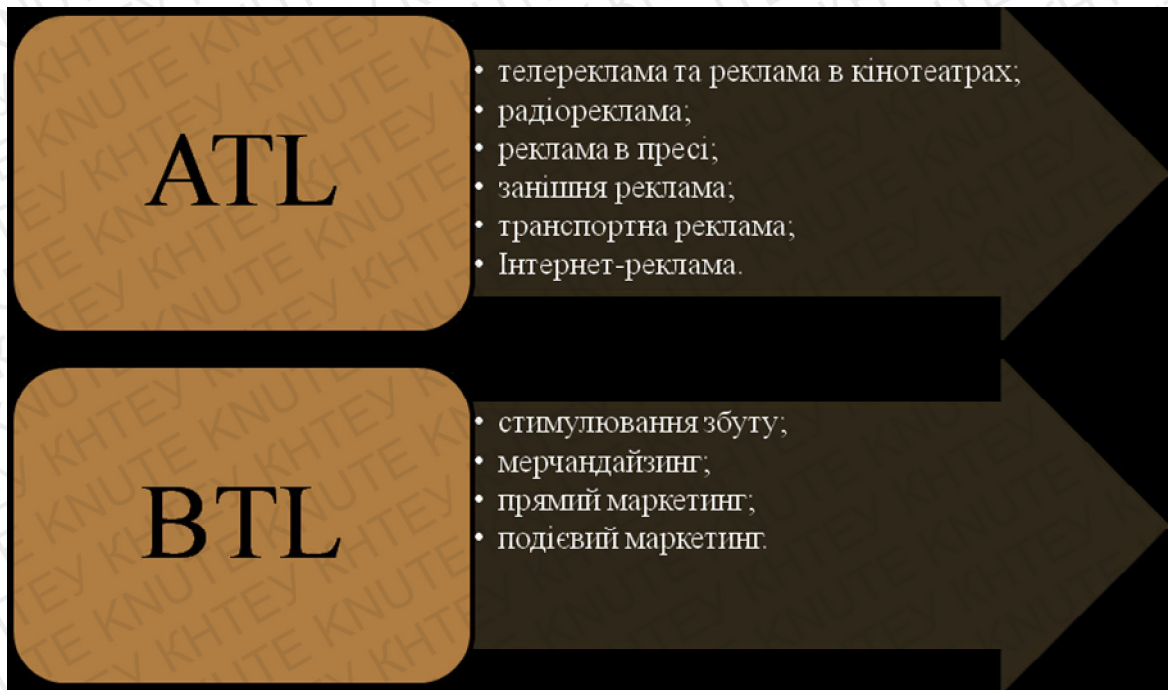 ATL
• телереклама та реклама в кінотеатрах;
• радіореклама;
• реклама в пресі;
• занішня реклама;
• транспортна реклама;
• Інтернет-реклама.
BTL
• стимулювання збуту;
• мерчандайзинг;
• прямий маркетинг;
• подієвий маркетинг.